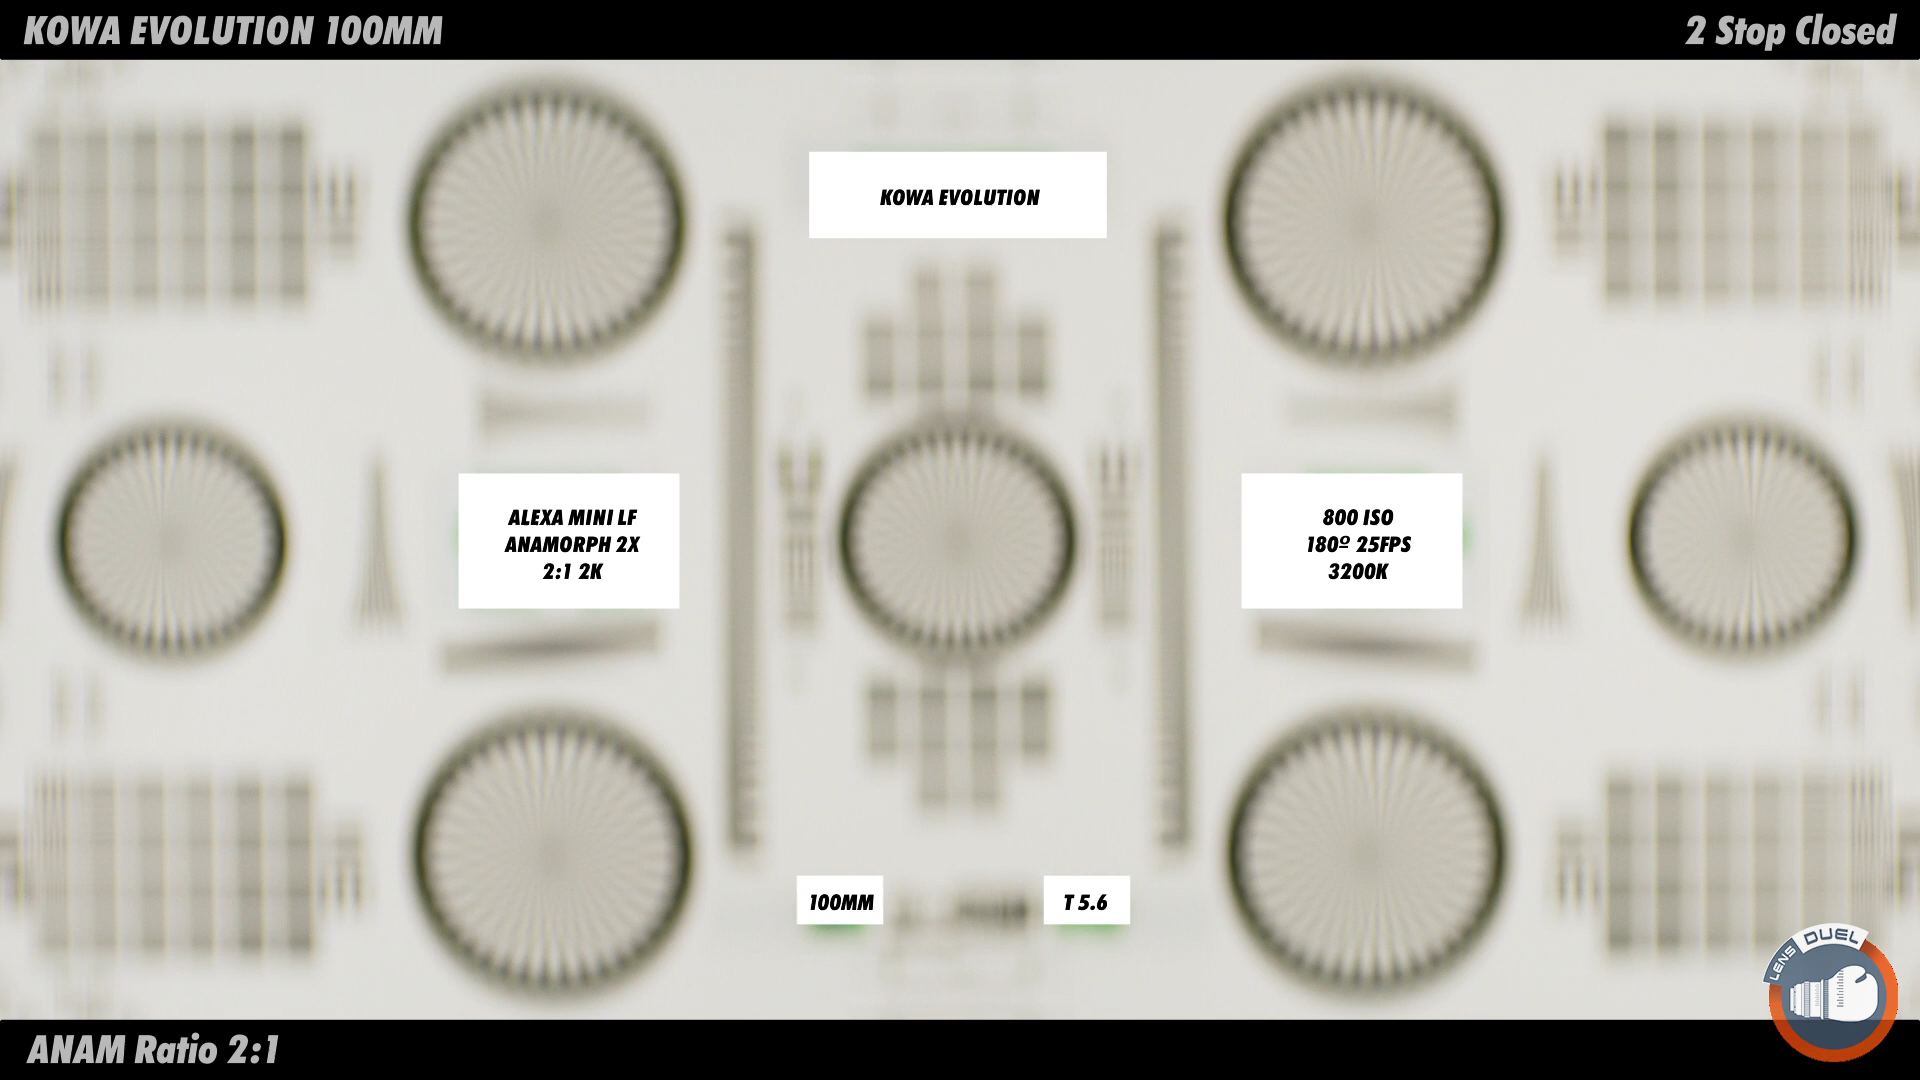 KOWA EVOLUTION 100MM
2 Stop Closed
KOWA EVOLUTION
ALEXA MINI LF
ANAMORPH 2X
2:1 2K
800 ISO
180º 25FPS
3200K
100MM
T 5.6
LENS DUEL
ANAM Ratio 2:1